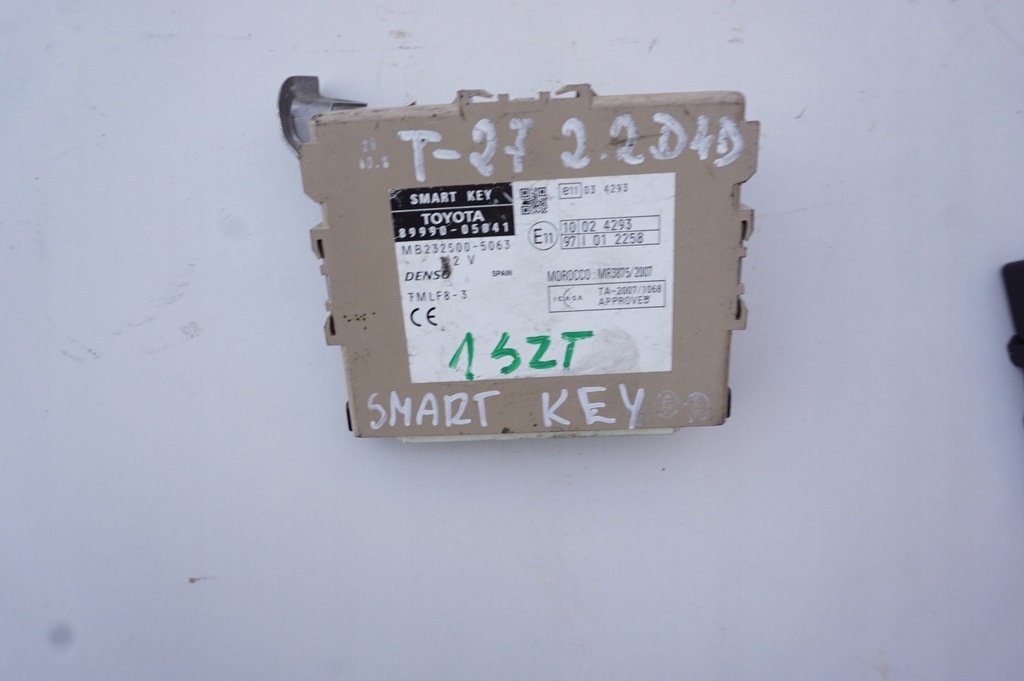 T-27 2.2D4D
SMART KEY
TOYOTA
89990-05041
MB232500-5063
12 V
DENSO SPAIN
TMLF8-3
CE
e11 03 4293
E11
10 02 4293
97 I 01 2258
MOROCCO: MR3875/2007
I.C.A.S.A.
TA-2007/1068
APPROVED
1 SZT
SMART KEY